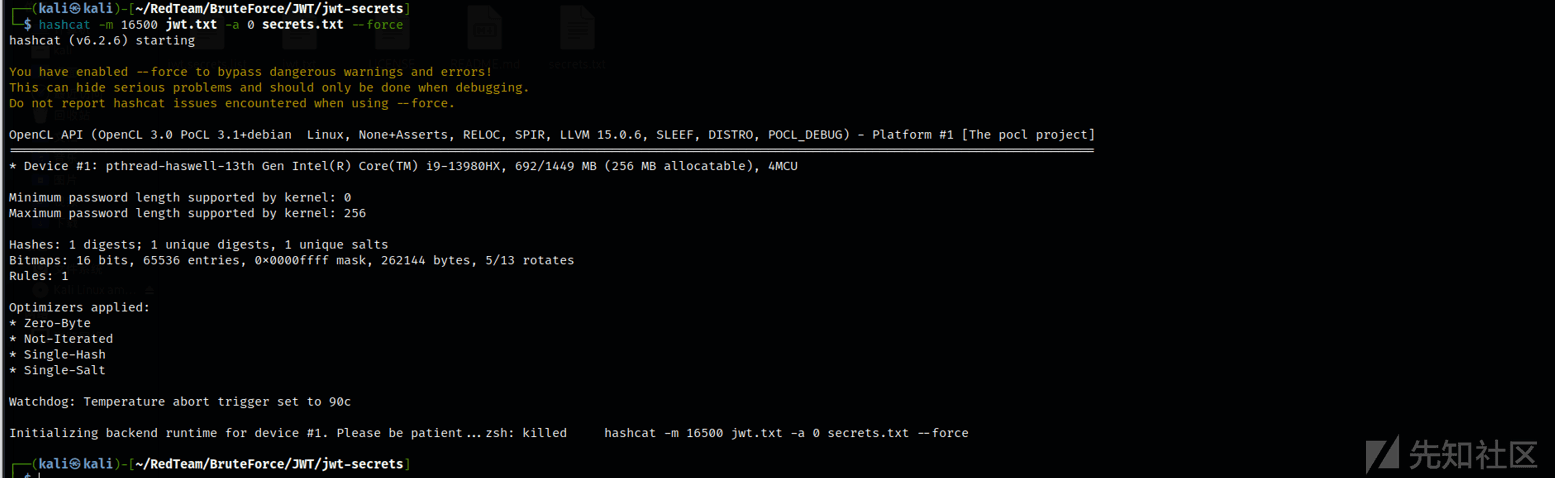 ┌──(kali㉿kali)-[~/RedTeam/BruteForce/JWT/jwt-secrets]
└─$ hashcat -m 16500 jwt.txt -a 0 secrets.txt --force
hashcat (v6.2.6) starting
You have enabled --force to bypass dangerous warnings and errors!
This can hide serious problems and should only be done when debugging.
Do not report hashcat issues encountered when using --force.
OpenCL API (OpenCL 3.0 PoCL 3.1+debian  Linux, None+Asserts, RELOC, SPIR, LLVM 15.0.6, SLEEF, DISTRO, POCL_DEBUG) - Platform #1 [The pocl project]
* Device #1: pthread-haswell-13th Gen Intel(R) Core(TM) i9-13980HX, 692/1449 MB (256 MB allocatable), 4MCU
Minimum password length supported by kernel: 0
Maximum password length supported by kernel: 256
Hashes: 1 digests; 1 unique digests, 1 unique salts
Bitmaps: 16 bits, 65536 entries, 0x0000ffff mask, 262144 bytes, 5/13 rotates
Rules: 1
Optimizers applied:
* Zero-Byte
* Not-Iterated
* Single-Hash
* Single-Salt
Watchdog: Temperature abort trigger set to 90c
Initializing backend runtime for device #1. Please be patient...zsh: killed     hashcat -m 16500 jwt.txt -a 0 secrets.txt --force
┌──(kali㉿kali)-[~/RedTeam/BruteForce/JWT/jwt-secrets]
└─$
先知社区